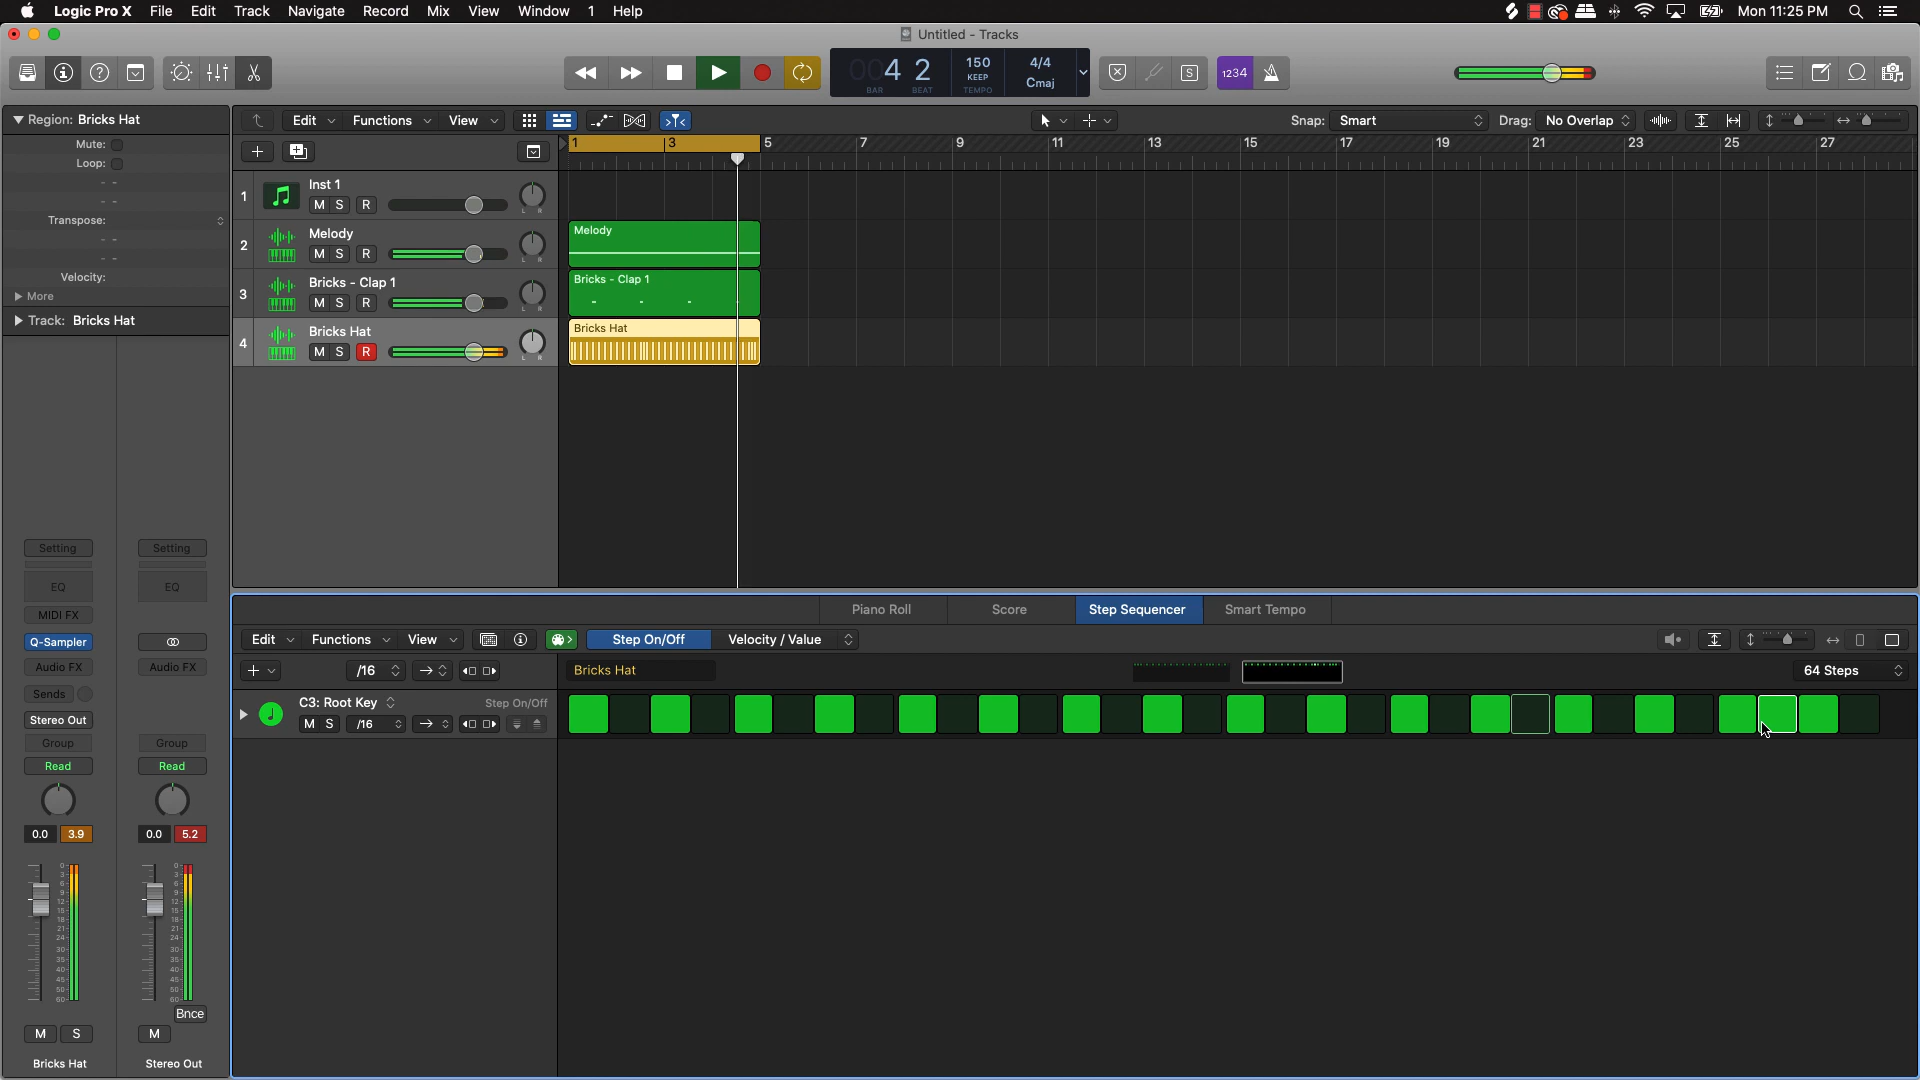 Logic Pro X File Edit Track Navigate Record Mix View Window 1 Help Mon 11:25 PM
Untitled - Tracks
004 2 150 4/4
KEEP Cmaj
BAR BEAT TEMPO
S 1234
Region: Bricks Hat
Edit Functions View Snap: Smart Drag: No Overlap
Mute:
Loop:
Transpose:
Velocity:
More
Track: Bricks Hat
1 3 5 7 9 11 13 15 17 19 21 23 25 27
1 Inst 1
M S R L R
2 Melody
M S R L R
Melody
3 Bricks - Clap 1
M S R L R
Bricks - Clap 1
4 Bricks Hat
M S R L R
Bricks Hat
Setting Setting
EQ EQ
MIDI FX
Q-Sampler
Audio FX Audio FX
Sends
Stereo Out
Group Group
Read Read
0.0 3.9 0.0 5.2
Bnce
M S M
Bricks Hat Stereo Out
Piano Roll Score Step Sequencer Smart Tempo
Edit Functions View Step On/Off Velocity / Value
/16 Bricks Hat 64 Steps
C3: Root Key Step On/Off
M S /16